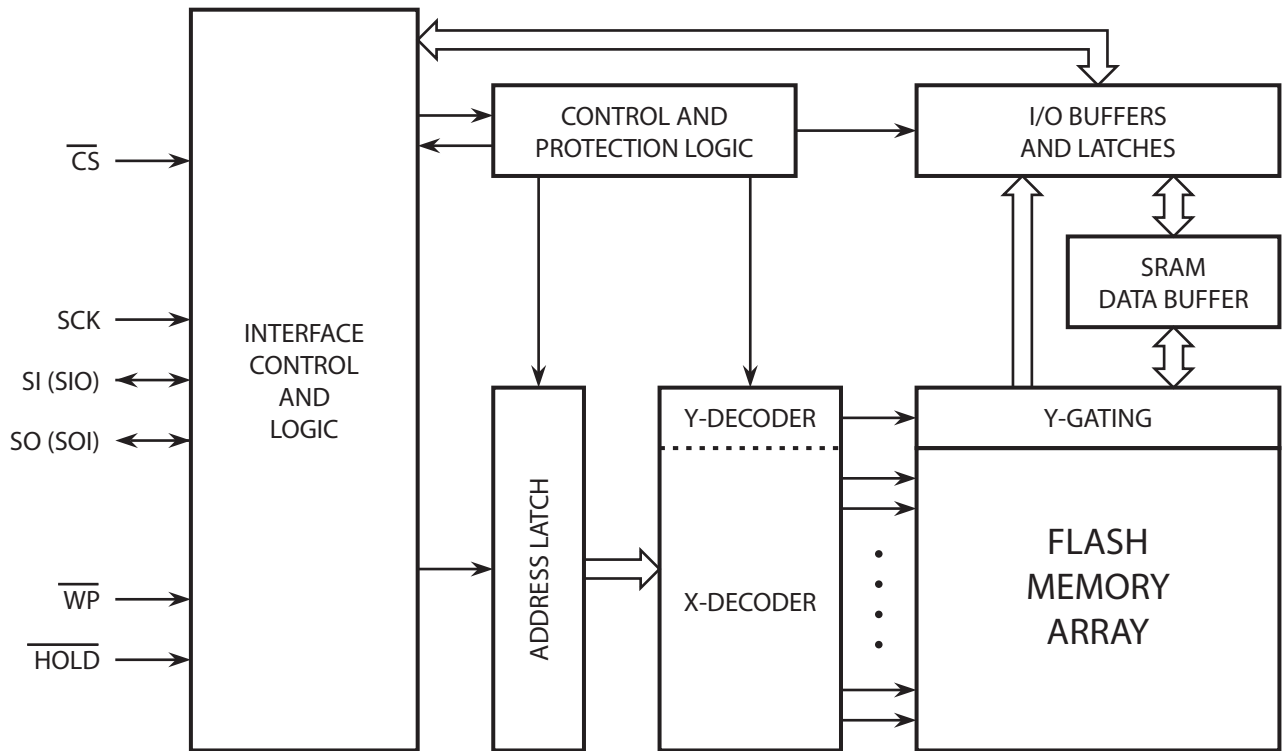 CS
SCK
SI (SIO)
SO (SOI)
WP
HOLD
INTERFACE
CONTROL
AND
LOGIC
CONTROL AND
PROTECTION LOGIC
I/O BUFFERS
AND LATCHES
SRAM
DATA BUFFER
ADDRESS LATCH
Y-DECODER
X-DECODER
Y-GATING
FLASH
MEMORY
ARRAY